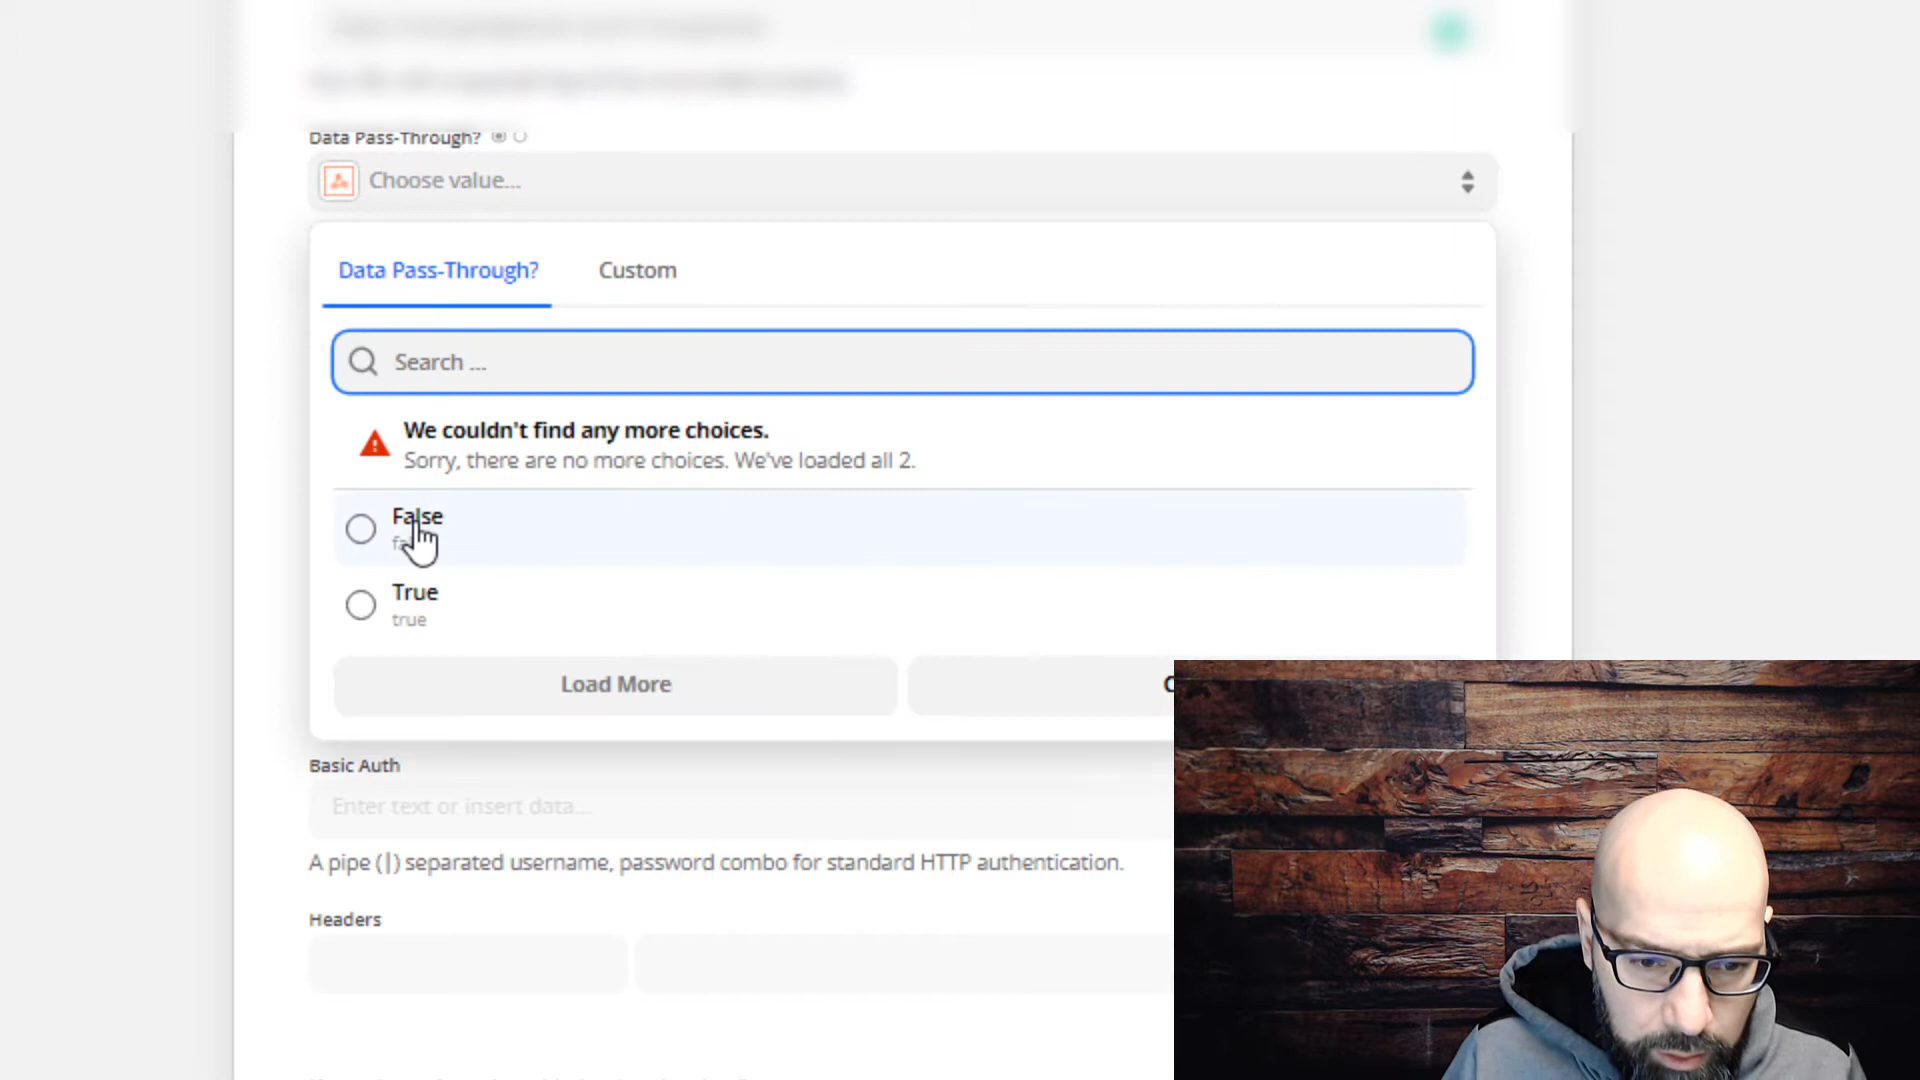 Data Pass-Through?
Choose value...
Data Pass-Through? Custom
Search ...
We couldn't find any more choices.
Sorry, there are no more choices. We've loaded all 2.
False
True
true
Load More
Basic Auth
Enter text or insert data...
A pipe (|) separated username, password combo for standard HTTP authentication.
Headers